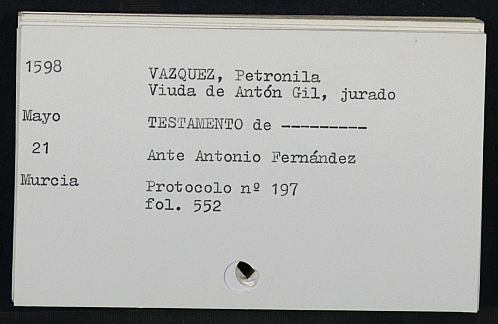 1598
VAZQUEZ, Petronila
Viuda de Antón Gil, jurado
Mayo
TESTAMENTO de ---------
21
Ante Antonio Fernández
Murcia
Protocolo nº 197
fol. 552